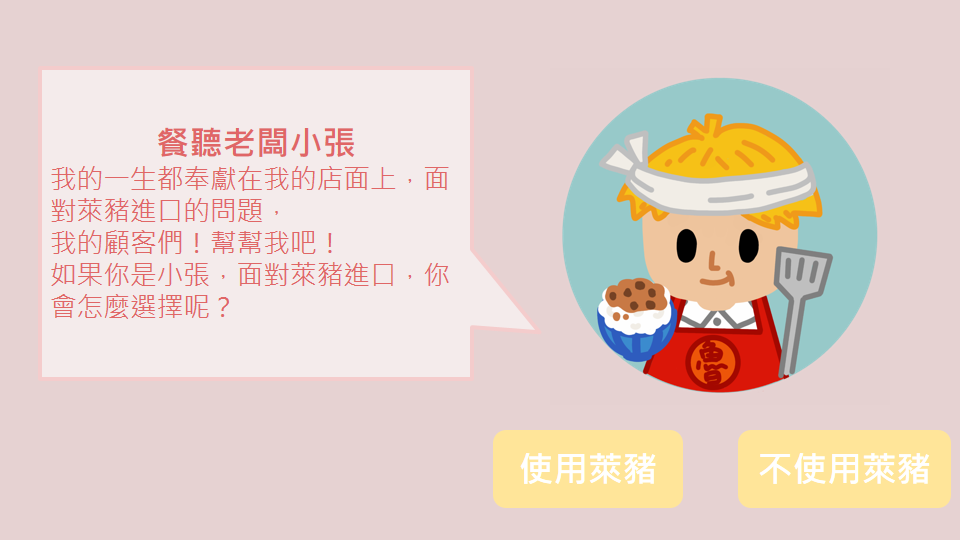 餐聽老闆小張
我的一生都奉獻在我的店面上，面
對萊豬進口的問題，
我的顧客們！幫幫我吧！
如果你是小張，面對萊豬進口，你
會怎麼選擇呢？
魯
使用萊豬
不使用萊豬